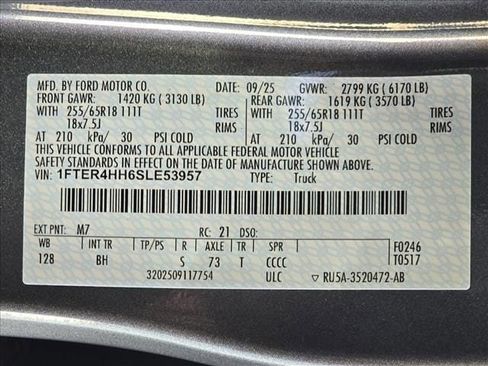 MFD. BY FORD MOTOR CO. DATE: 09/25 GVWR: 2799 KG ( 6170 LB)
FRONT GAWR: 1420 KG ( 3130 LB) REAR GAWR: 1619 KG ( 3570 LB)
WITH 255/65R18 111T TIRES WITH 255/65R18 111T TIRES
18x7.5J RIMS 18x7.5J RIMS
AT 210 kPa/ 30 PSI COLD AT 210 kPa/ 30 PSI COLD
THIS VEHICLE CONFORMS TO ALL APPLICABLE FEDERAL MOTOR VEHICLE
SAFETY STANDARDS IN EFFECT ON THE DATE OF MANUFACTURE SHOWN ABOVE.
VIN: 1FTER4HH6SLE53957 TYPE: Truck
EXT PNT: M7 RC: 21 DSO:
WB INT TR TP/PS R AXLE TR SPR F0246
128 BH S 73 T CCCC T0517
3202509117754 ULC ▽ RU5A-3520472-AB